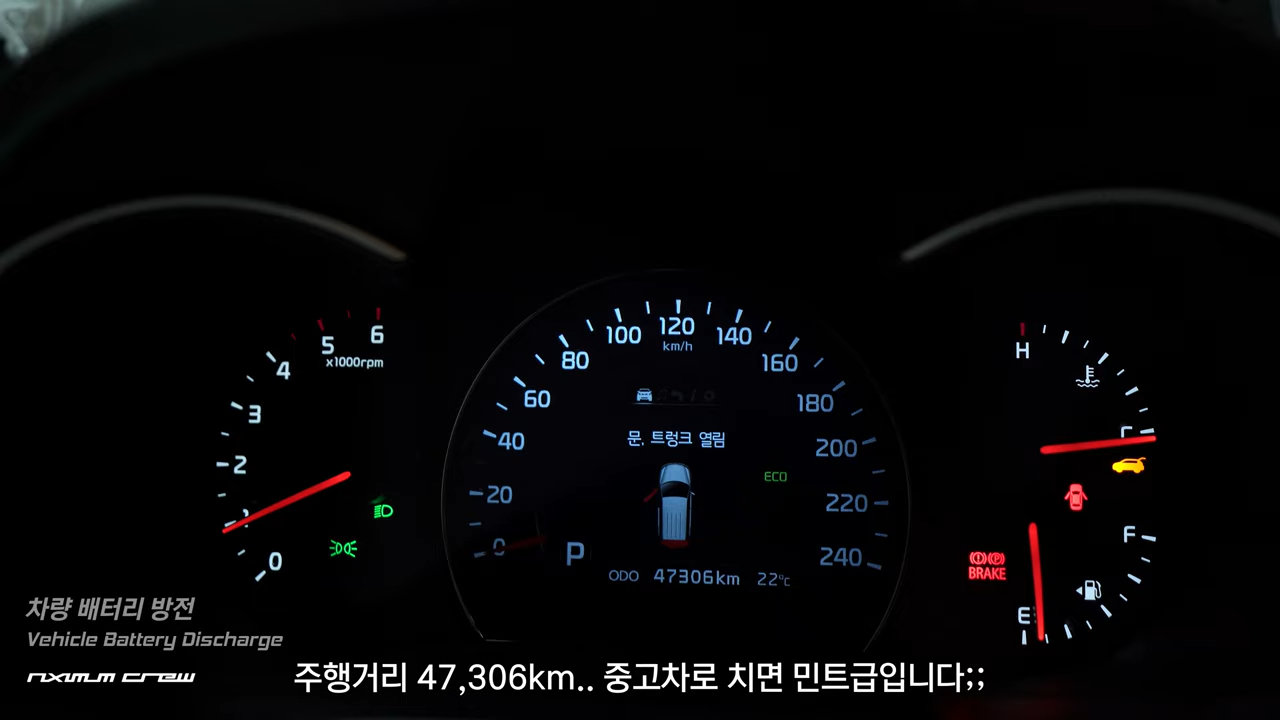 6
5
x1000rpm
4
3
2
1
0
120
km/h
100
140
80
160
60
180
40
200
20
220
0
240
문, 트렁크 열림
ECO
P
ODO 47306km 22°c
H
C
F
E
BRAKE
차량 배터리 방전
Vehicle Battery Discharge
주행거리 47,306km.. 중고차로 치면 민트급입니다;;